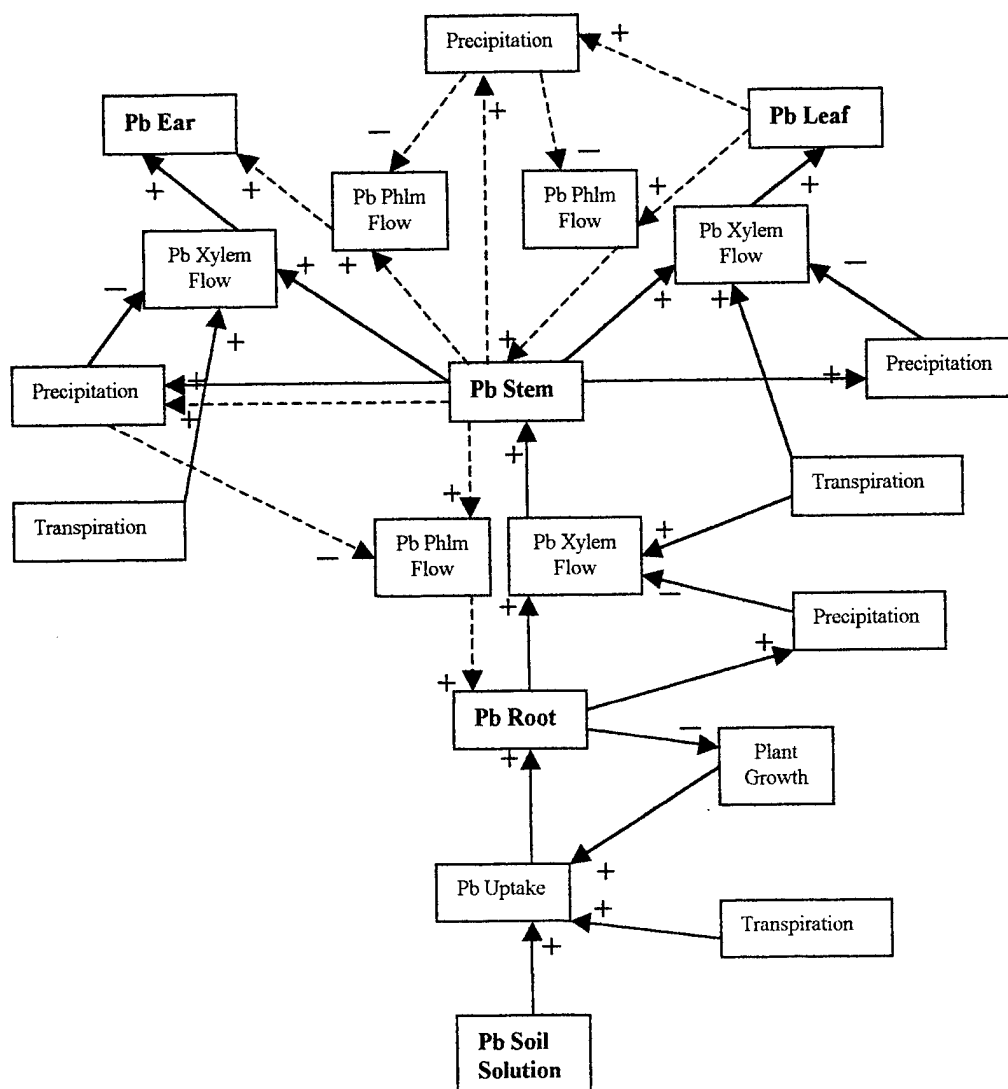 Precipitation
+
+
Pb Ear
Pb Leaf
−
−
+
+
Pb Phlm
Flow
Pb Phlm
Flow
+
+
Pb Xylem
Flow
+
+
−
Pb Xylem
Flow
−
+
+
+
+
Precipitation
+
+
Pb Stem
+
Precipitation
+
Transpiration
+
+
Transpiration
−
Pb Phlm
Flow
Pb Xylem
Flow
+
−
+
Precipitation
+
+
Pb Root
−
+
Plant
Growth
Pb Uptake
+
+
Transpiration
+
Pb Soil
Solution